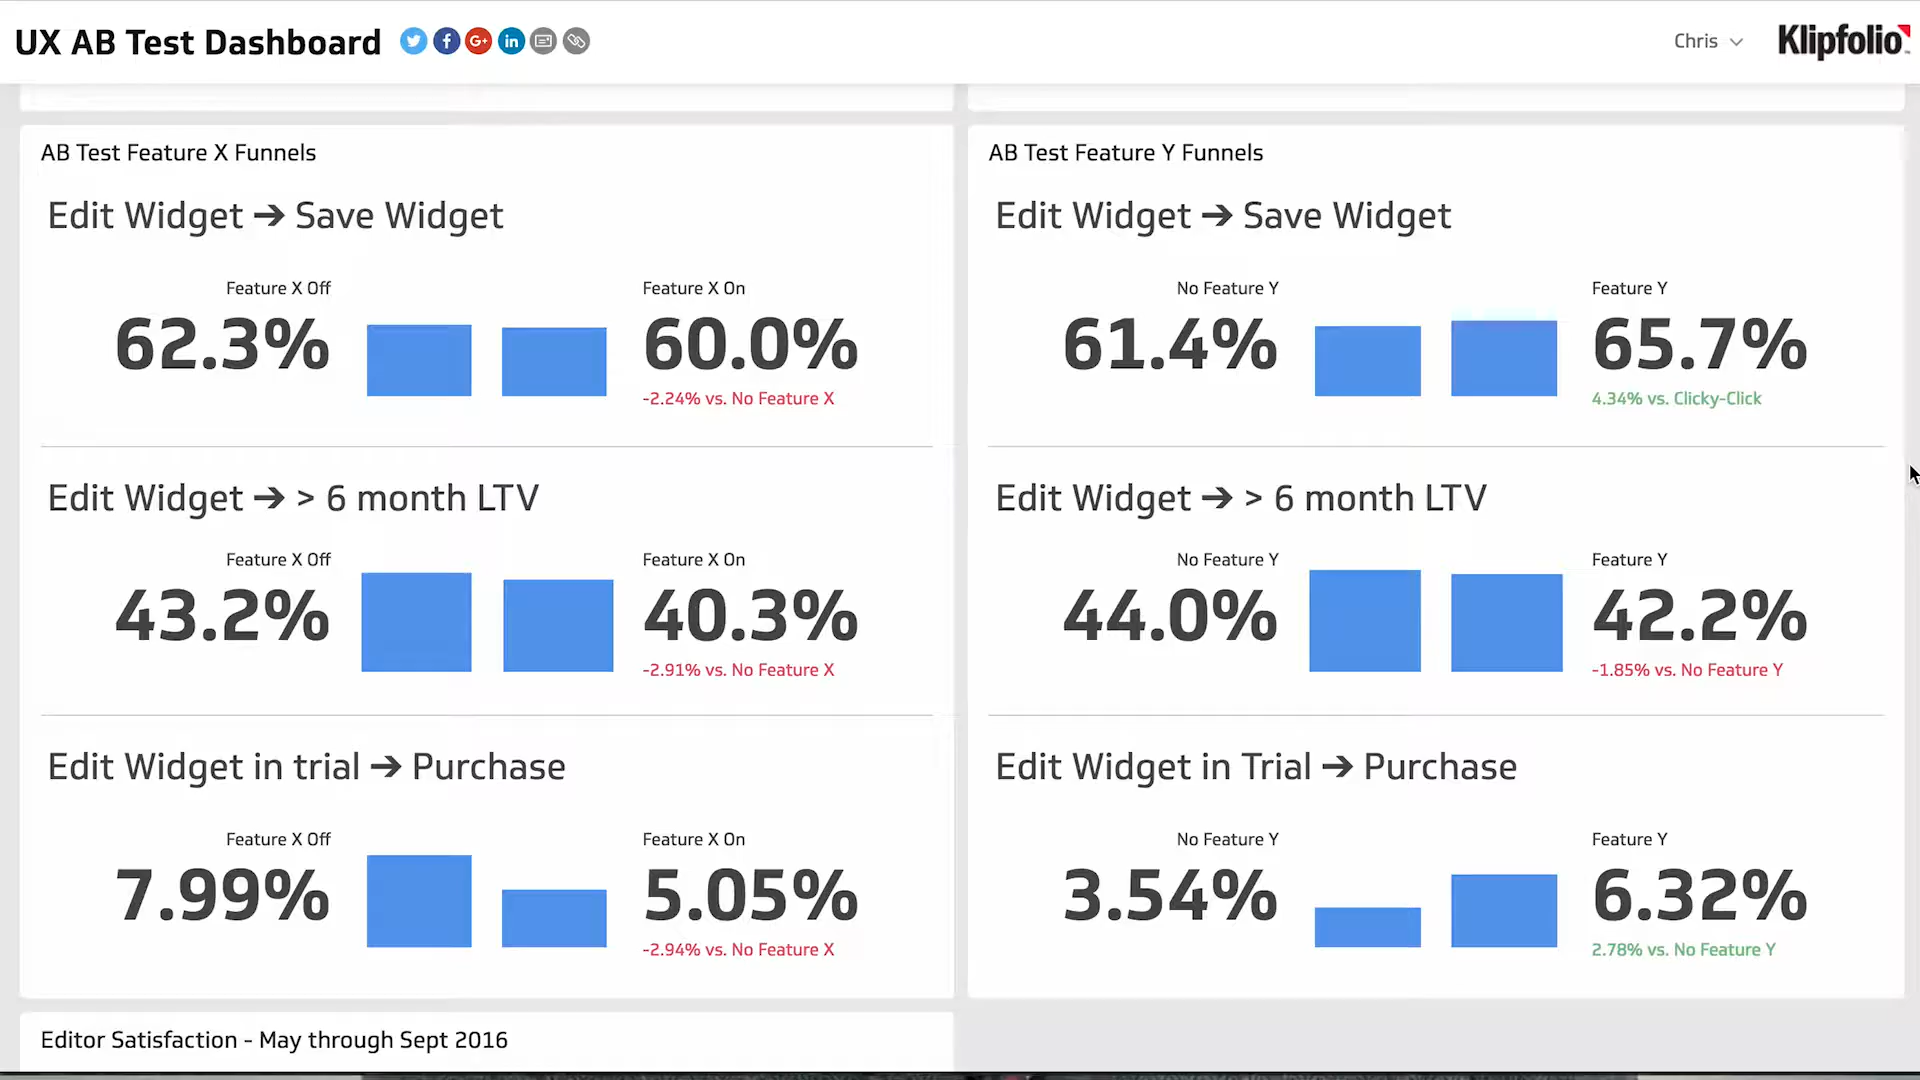 UX AB Test Dashboard
Chris
Klipfolio
AB Test Feature X Funnels
Edit Widget → Save Widget
Feature X Off
62.3%
Feature X On
60.0%
-2.24% vs. No Feature X
Edit Widget → > 6 month LTV
Feature X Off
43.2%
Feature X On
40.3%
-2.91% vs. No Feature X
Edit Widget in trial → Purchase
Feature X Off
7.99%
Feature X On
5.05%
-2.94% vs. No Feature X
AB Test Feature Y Funnels
Edit Widget → Save Widget
No Feature Y
61.4%
Feature Y
65.7%
4.34% vs. Clicky-Click
Edit Widget → > 6 month LTV
No Feature Y
44.0%
Feature Y
42.2%
-1.85% vs. No Feature Y
Edit Widget in Trial → Purchase
No Feature Y
3.54%
Feature Y
6.32%
2.78% vs. No Feature Y
Editor Satisfaction - May through Sept 2016